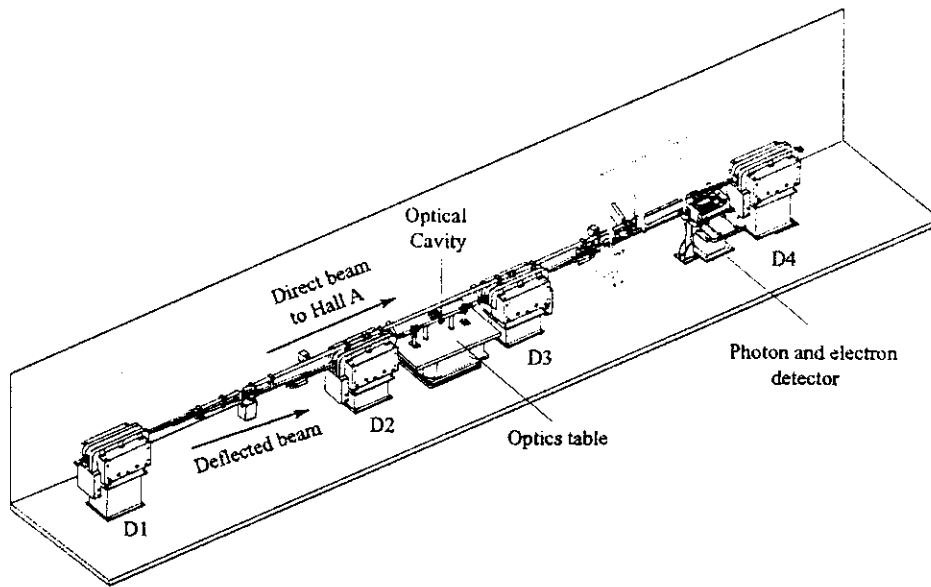 Optical
Cavity
Direct beam
to Hall A
D4
D3
Photon and electron
detector
D2
Optics table
Deflected beam
D1